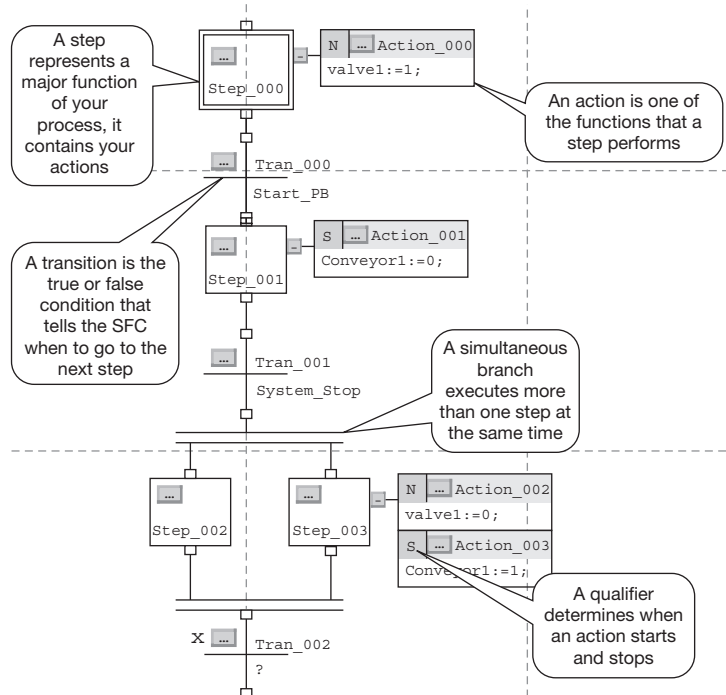 A step
represents a
major function
of your
process, it
contains your
actions
...
Step_000
-
N ... Action_000
valve1:=1;
An action is one of
the functions that a
step performs
... Tran_000
Start_PB
A transition is the
true or false
condition that
tells the SFC
when to go to the
next step
...
Step_001
-
S ... Action_001
Conveyor1:=0;
... Tran_001
System_Stop
A simultaneous
branch
executes more
than one step at
the same time
...
Step_002
...
Step_003
-
N ... Action_002
valve1:=0;
S ... Action_003
Conveyor1:=1;
A qualifier
determines when
an action starts
and stops
X ... Tran_002
?